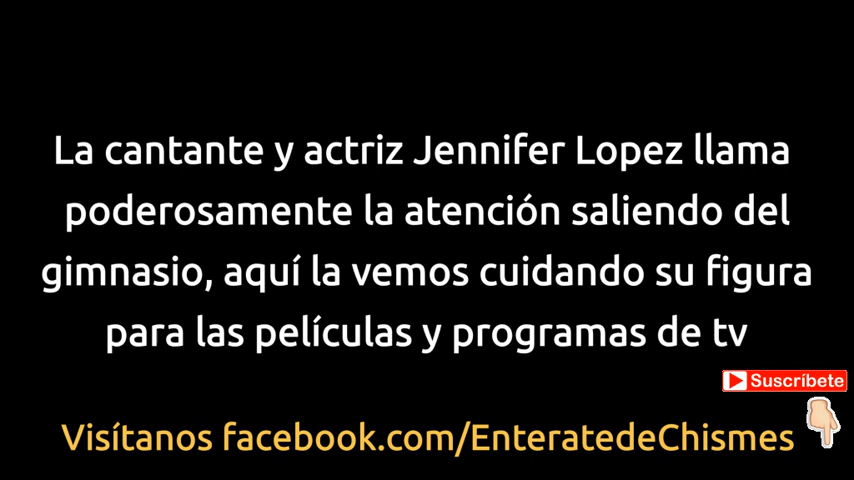 La cantante y actriz Jennifer Lopez llama
poderosamente la atención saliendo del
gimnasio, aquí la vemos cuidando su figura
para las películas y programas de tv
Suscríbete
Visítanos facebook.com/EnteratedeChismes